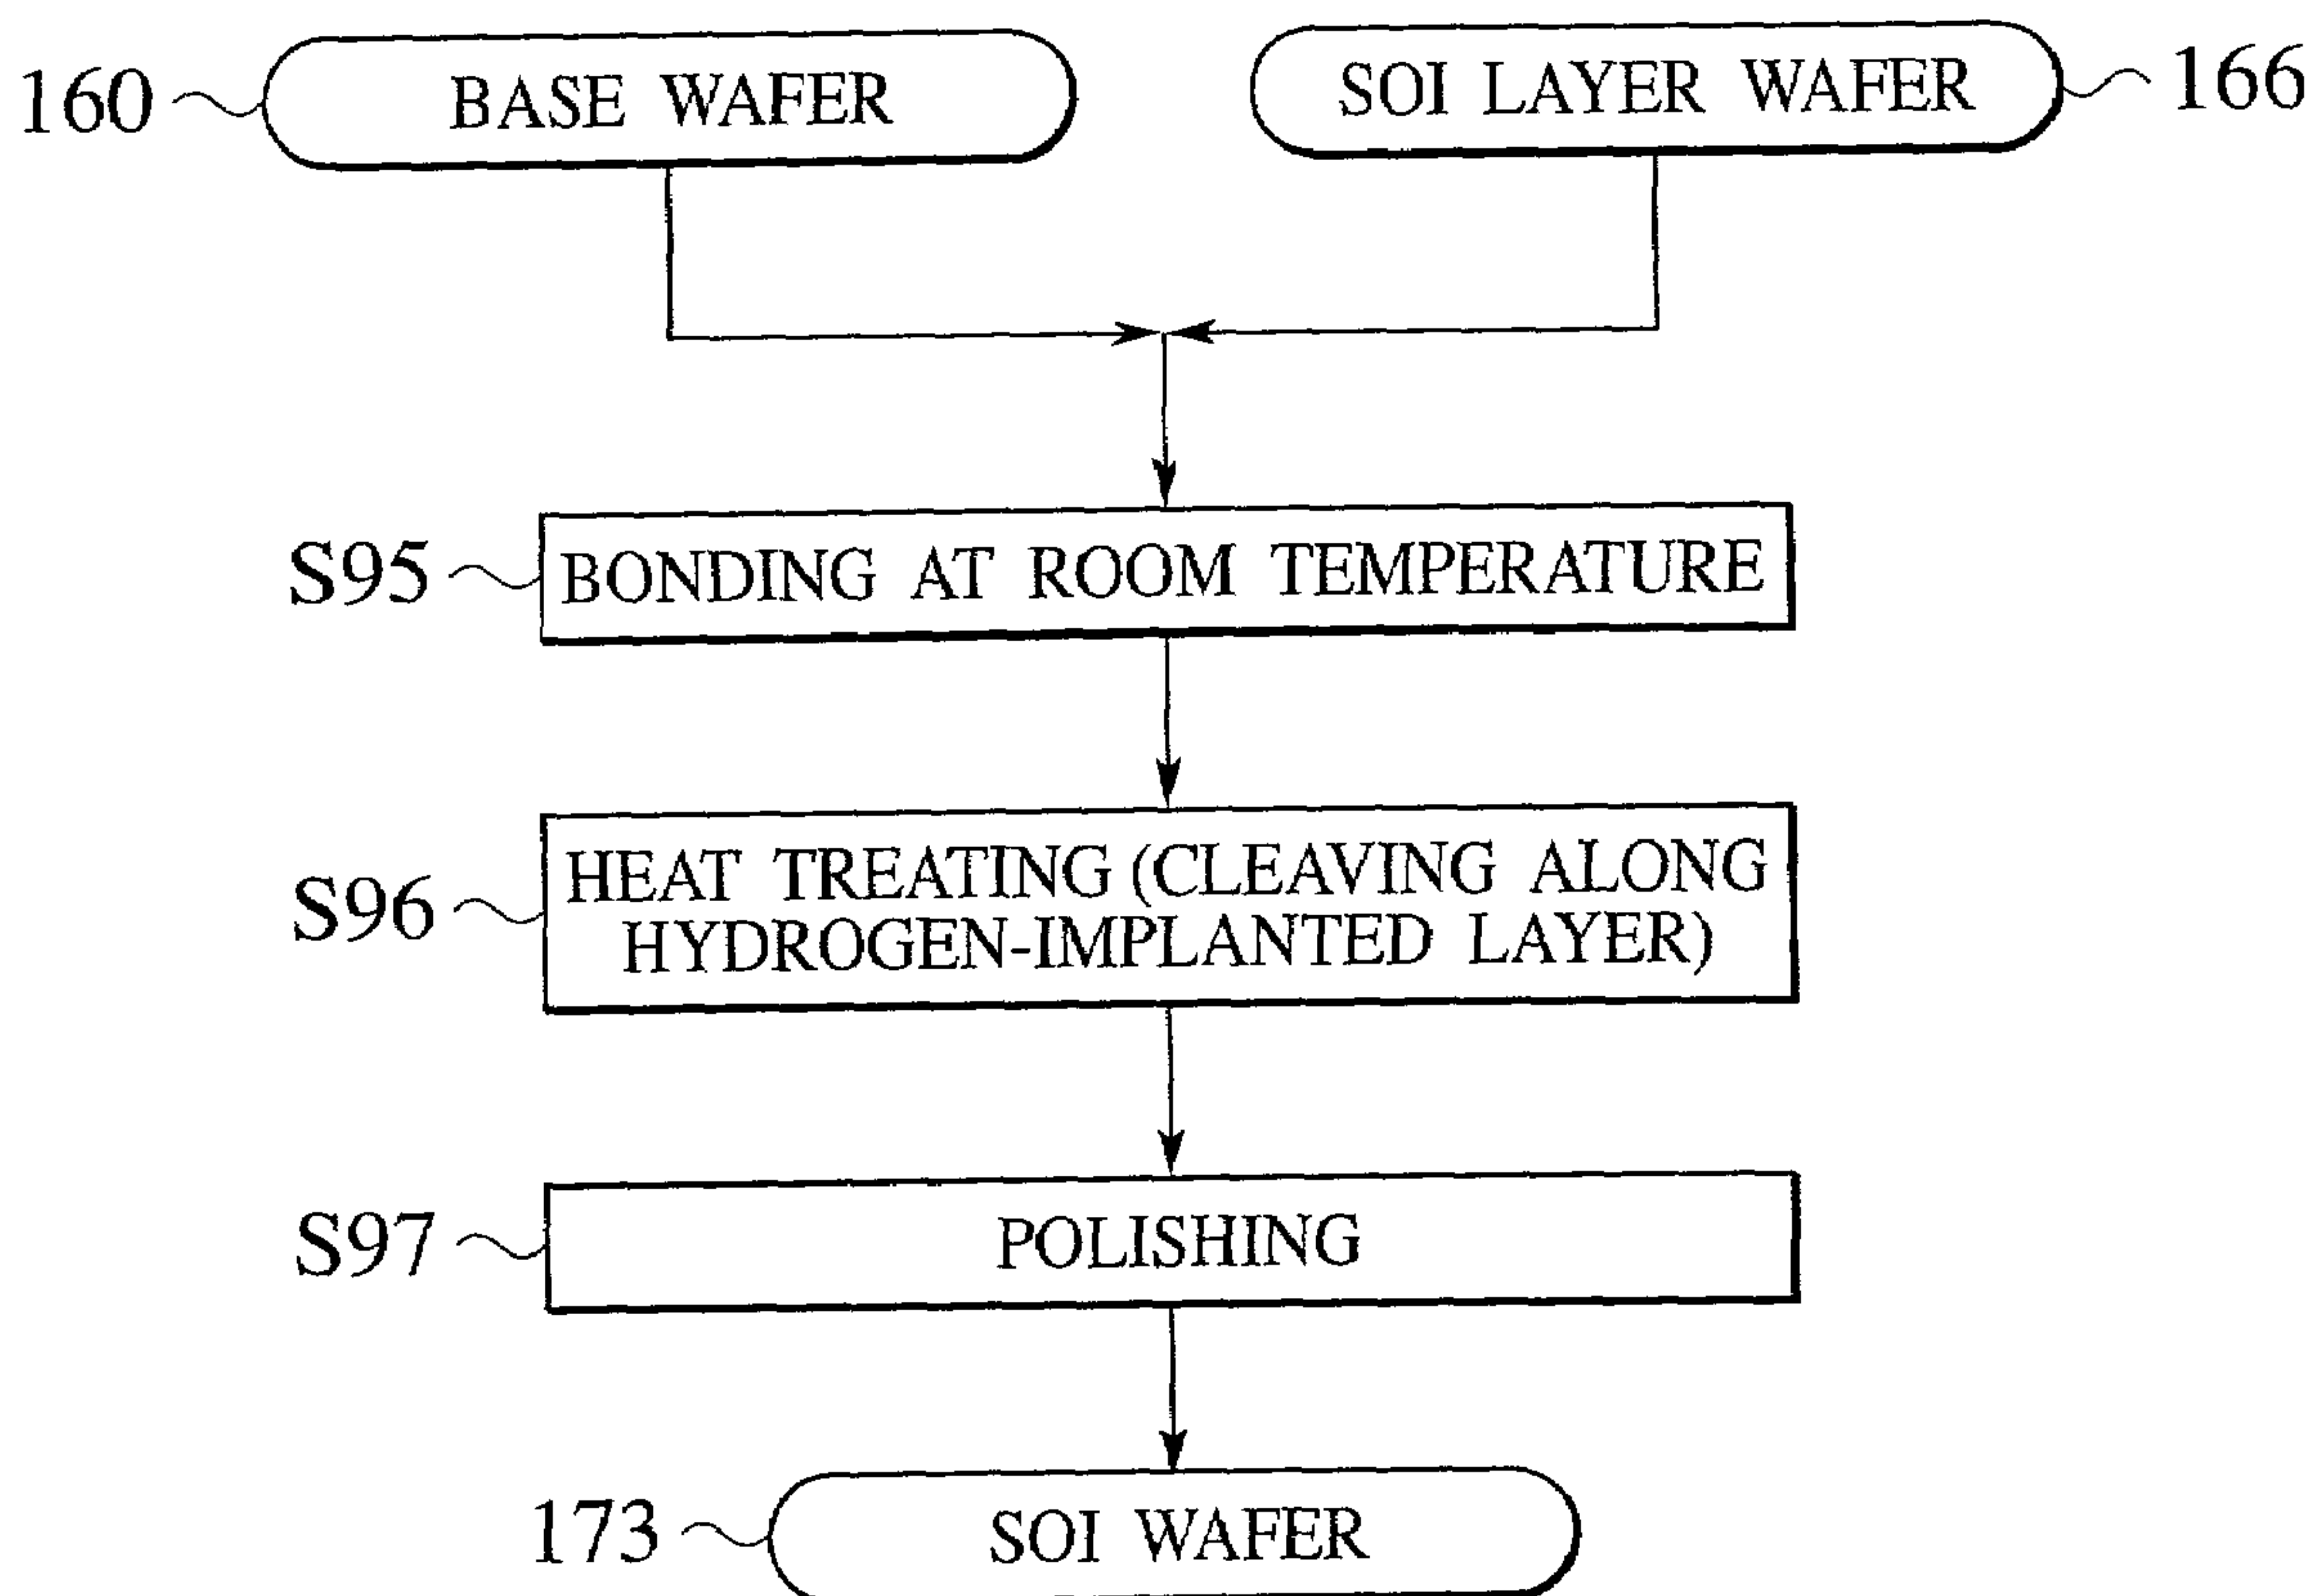 160 BASE WAFER SOI LAYER WAFER 166
S95 BONDING AT ROOM TEMPERATURE
HEAT TREATING (CLEAVING ALONG
S96 HYDROGEN-IMPLANTED LAYER)
S97 POLISHING
173 SOI WAFER